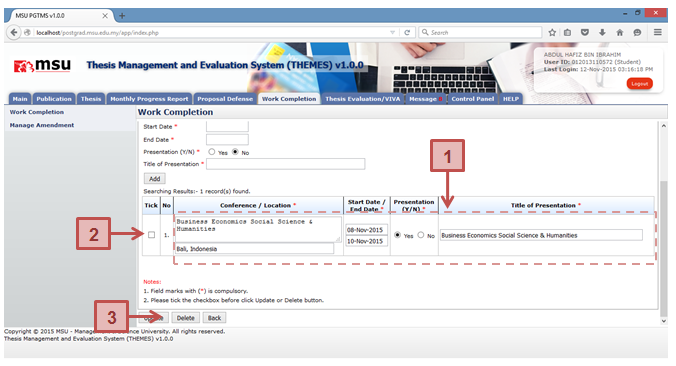 MSU PGTMS v1.0.0
localhost/postgrad.msu.edu.my/app/index.php
Search
msu
Thesis Management and Evaluation System (THEMES) v1.0.0
ABDUL HAFIZ BIN IBRAHIM
User ID: 012013110572 (Student)
Last Login: 12-Nov-2015 03:16:18 PM
Logout
Main Publication Thesis Monthly Progress Report Proposal Defense Work Completion Thesis Evaluation/VIVA Message Control Panel HELP
Work Completion
Manage Amendment
Work Completion
Start Date *
End Date *
Presentation (Y/N) * Yes No
Title of Presentation *
Add
Searching Results:- 1 record(s) found.
1
Tick No Conference / Location * Start Date / End Date * Presentation (Y/N) * Title of Presentation *
2
1.
Business Economics Social Science &
Humanities
Bali, Indonesia
08-Nov-2015
10-Nov-2015
Yes No
Business Economics Social Science & Humanities
Notes:
1. Field marks with (*) is compulsory.
2. Please tick the checkbox before click Update or Delete button.
3
Delete Back
Copyright © 2015 MSU - Management Science University. All rights reserved.
Thesis Management and Evaluation System (THEMES) v1.0.0